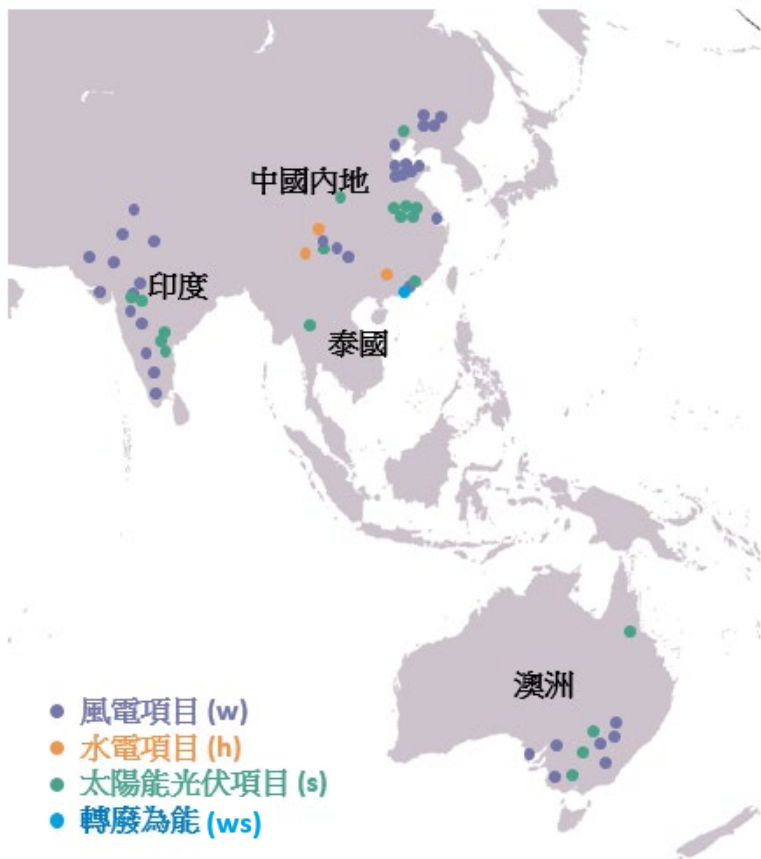 中國內地
印度
泰國
澳洲
風電項目 (w)
水電項目 (h)
太陽能光伏項目 (s)
轉廢為能 (ws)